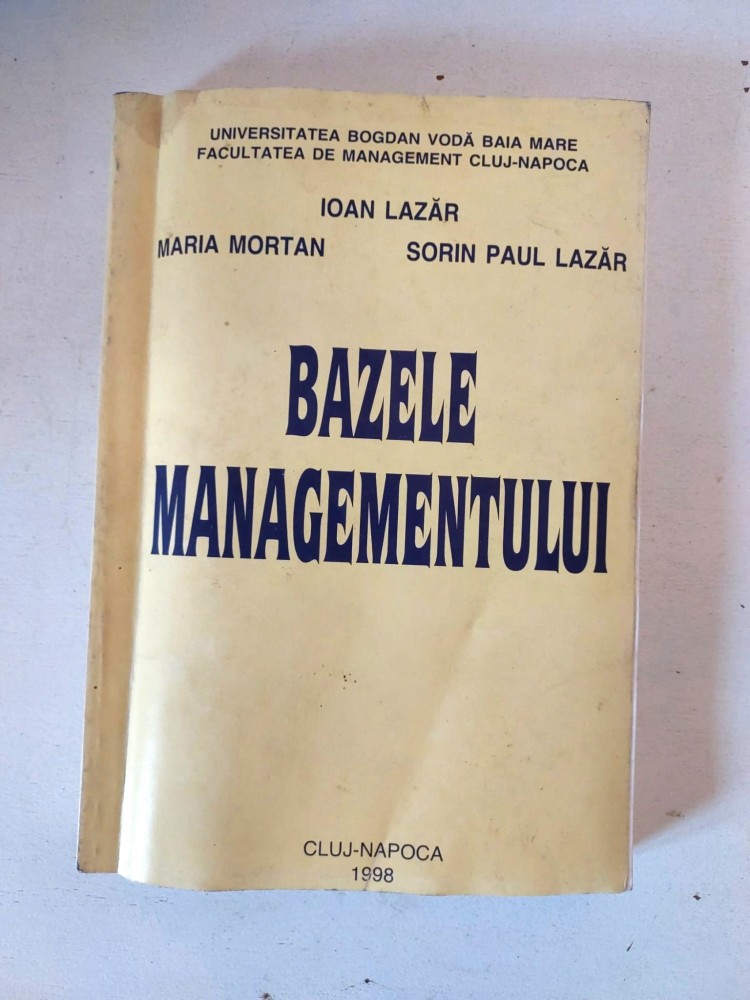 UNIVERSITATEA BOGDAN VODĂ BAIA MARE
FACULTATEA DE MANAGEMENT CLUJ-NAPOCA
IOAN LAZĂR
MARIA MORTAN SORIN PAUL LAZĂR
BAZELE
MANAGEMENTULUI
CLUJ-NAPOCA
1998